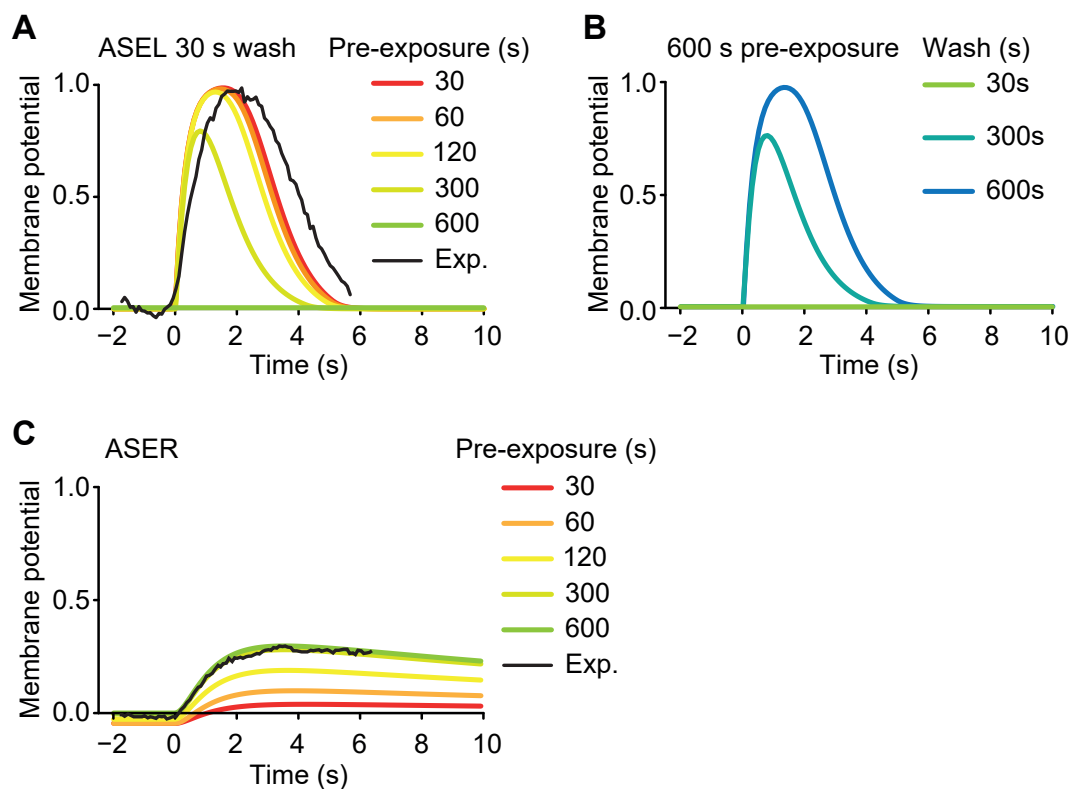 A
ASEL 30 s wash
Pre-exposure (s)
30
60
120
300
600
Exp.
Membrane potential
1.0
0.5
0.0
−2 0 2 4 6 8 10
Time (s)
B
600 s pre-exposure
Wash (s)
30s
300s
600s
Membrane potential
1.0
0.5
0.0
−2 0 2 4 6 8 10
Time (s)
C
ASER
Pre-exposure (s)
30
60
120
300
600
Exp.
Membrane potential
1.0
0.5
0.0
−2 0 2 4 6 8 10
Time (s)